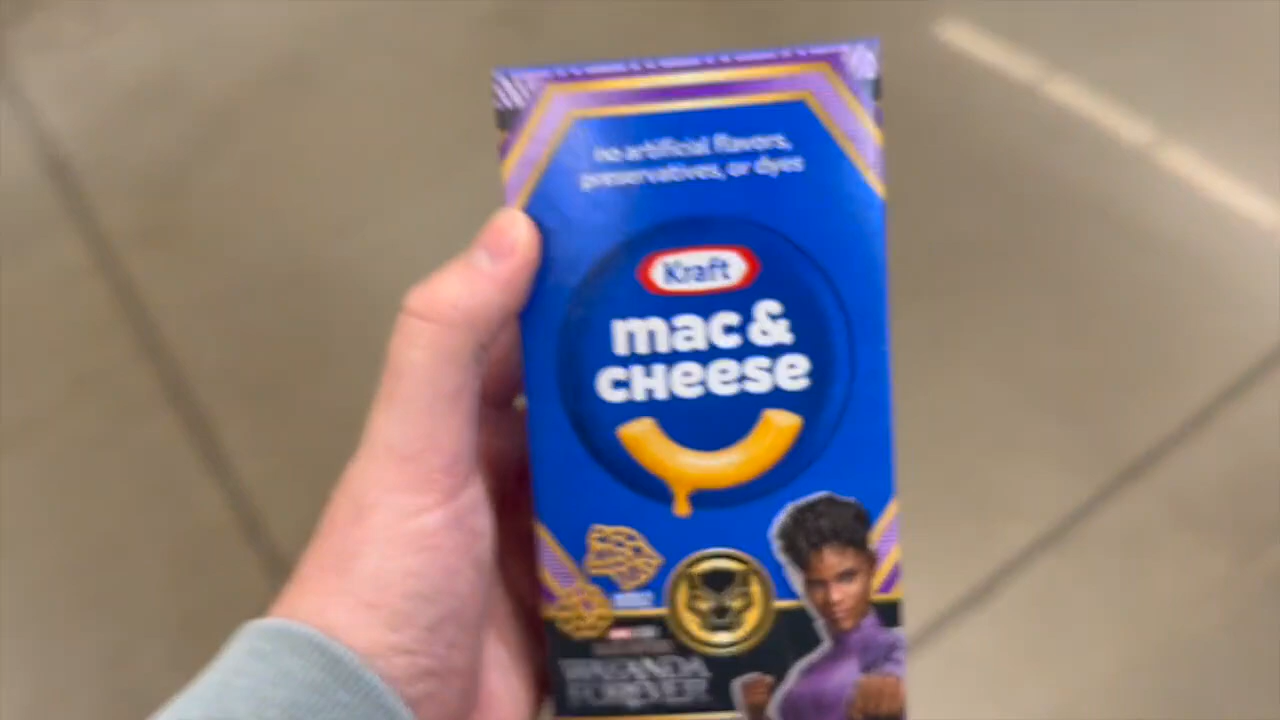 no artificial flavors,
preservatives, or dyes
Kraft
mac &
cheese
WAKANDA
FOREVER